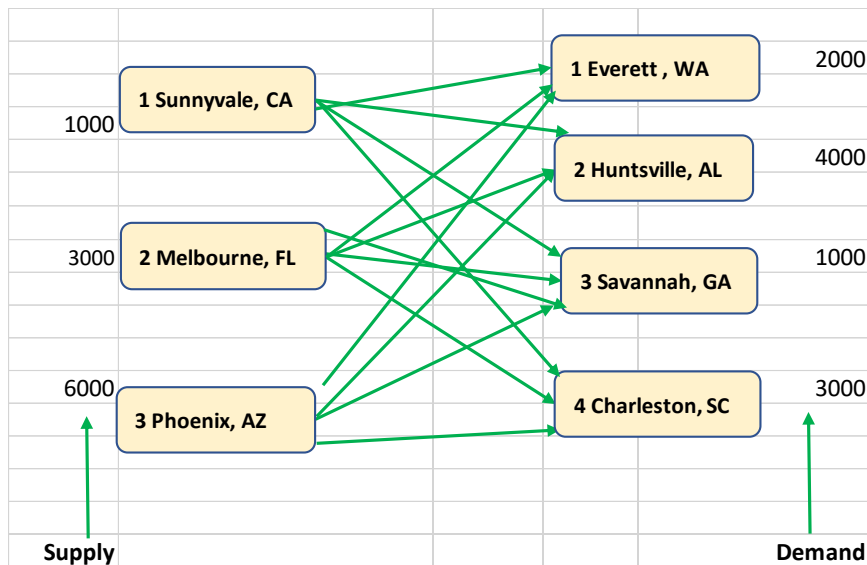 1 Everett , WA
2000
1 Sunnyvale, CA
1000
4000
2 Huntsville, AL
2 Melbourne, FL
3000
1000
3 Savannah, GA
6000
3000
3 Phoenix, AZ
4 Charleston, SC
Supply
Demand